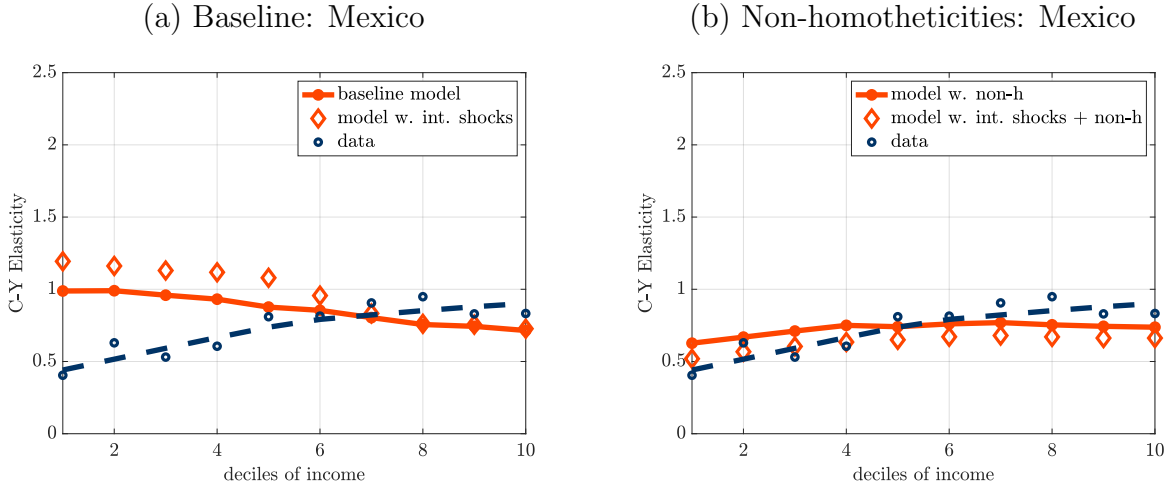 (a) Baseline: Mexico
2.5
2
1.5
1
0.5
0
C-Y Elasticity
baseline model
model w. int. shocks
data
2 4 6 8 10
deciles of income
(b) Non-homotheticities: Mexico
2.5
2
1.5
1
0.5
0
C-Y Elasticity
model w. non-h
model w. int. shocks + non-h
data
2 4 6 8 10
deciles of income